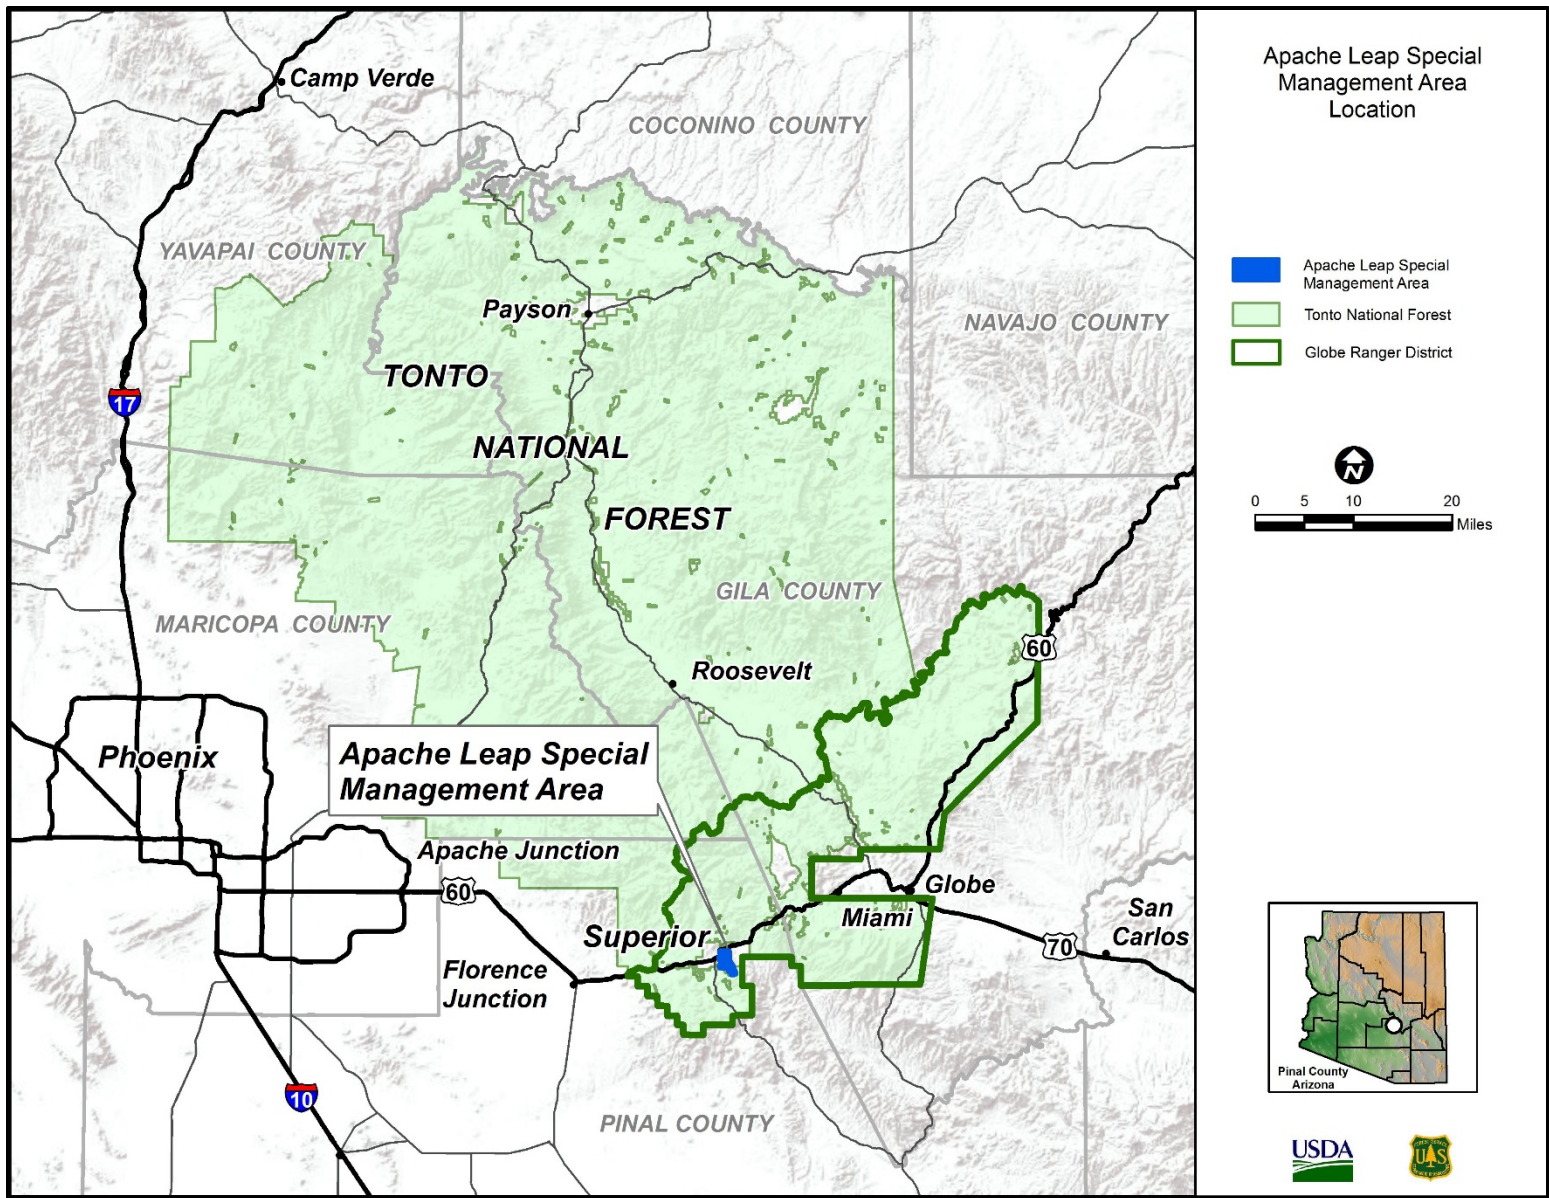 Camp Verde
COCONINO COUNTY
YAVAPAI COUNTY
Payson
NAVAJO COUNTY
TONTO
17
NATIONAL
FOREST
GILA COUNTY
MARICOPA COUNTY
60
Roosevelt
Phoenix
Apache Leap Special
Management Area
Apache Junction
60
Globe
Miami
San
Carlos
Superior
70
Florence
Junction
10
PINAL COUNTY
Apache Leap Special
Management Area
Location
Apache Leap Special
Management Area
Tonto National Forest
Globe Ranger District
N
0 5 10 20
Miles
Pinal County
Arizona
USDA
UAS